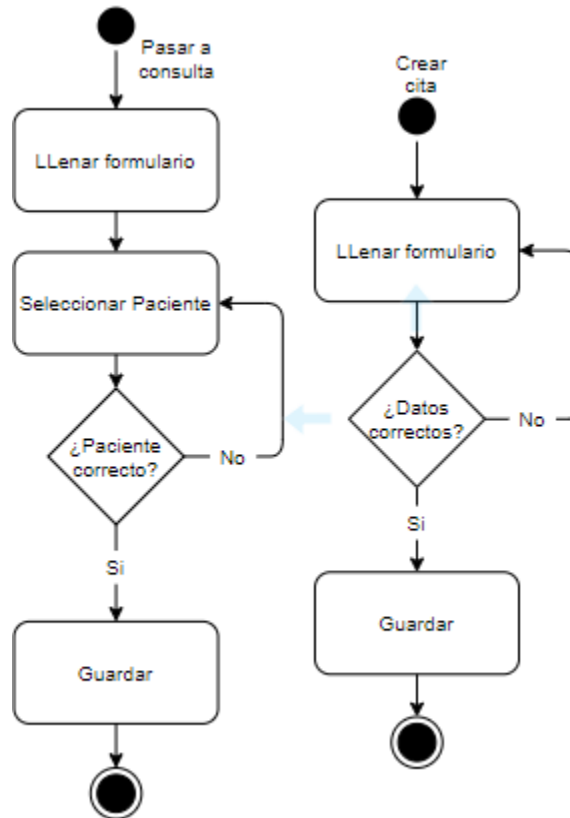 Pasar a
consulta
LLenar formulario
Seleccionar Paciente
¿Paciente
correcto?
No
Si
Guardar
Crear
cita
LLenar formulario
¿Datos
correctos?
No
Si
Guardar